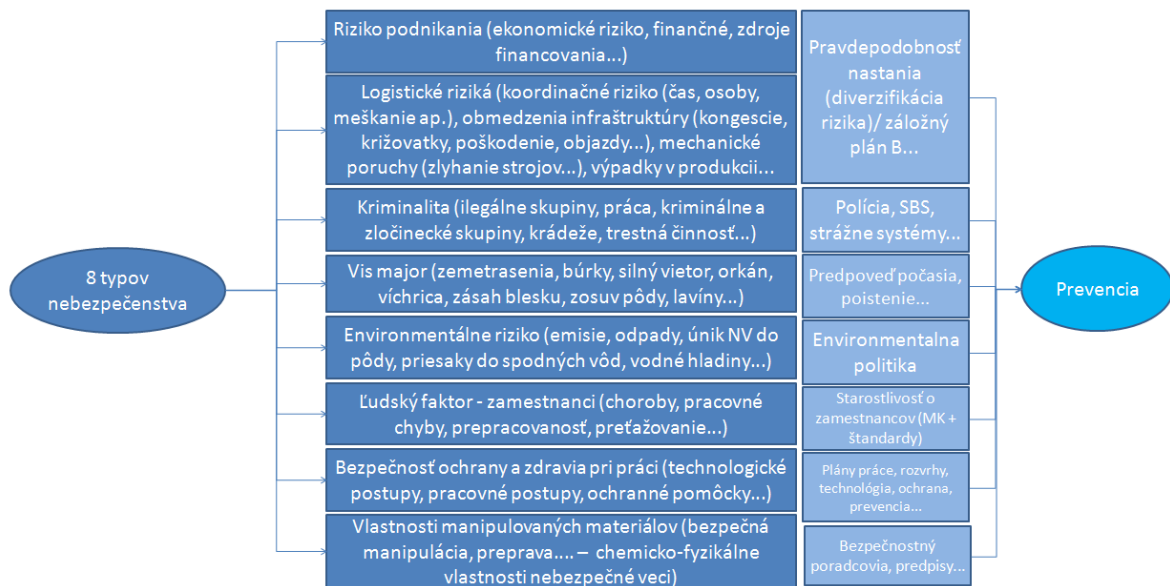 8 typov
nebezpečenstva
Riziko podnikania (ekonomické riziko, finančné, zdroje
financovania...)
Logistické riziká (koordinačné riziko (čas, osoby,
meškanie ap.), obmedzenia infraštruktúry (kongescie,
križovatky, poškodenie, objazdy...), mechanické
poruchy (zlyhanie strojov...), výpadky v produkcii...
Kriminalita (ilegálne skupiny, práca, kriminálne a
zločinecké skupiny, krádeže, trestná činnosť...)
Vis major (zemetrasenia, búrky, silný vietor, orkán,
víchrica, zásah blesku, zosuv pôdy, lavíny...)
Environmentálne riziko (emisie, odpady, únik NV do
pôdy, priesaky do spodných vôd, vodné hladiny...)
Ľudský faktor - zamestnanci (choroby, pracovné
chyby, prepracovanosť, preťažovanie...)
Bezpečnosť ochrany a zdravia pri práci (technologické
postupy, pracovné postupy, ochranné pomôcky...)
Vlastnosti manipulovaných materiálov (bezpečná
manipulácia, preprava.... – chemicko-fyzikálne
vlastnosti nebezpečné veci)
Pravdepodobnosť
nastania
(diverzifikácia
rizika)/ záložný
plán B...
Polícia, SBS,
strážne systémy...
Predpoveď počasia,
poistenie...
Environmentalna
politika
Starostlivosť o
zamestnancov (MK +
štandardy)
Plány práce, rozvrhy,
technológia, ochrana,
prevencia...
Bezpečnostný
poradcovia, predpisy...
Prevencia